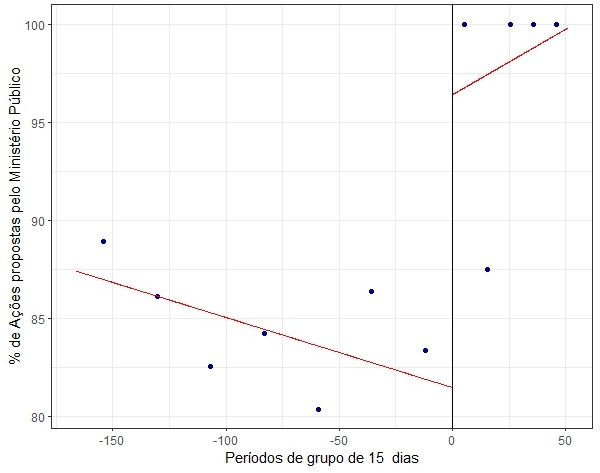 % de Ações propostas pelo Ministério Público
100
95
90
85
80
-150 -100 -50 0 50
Períodos de grupo de 15 dias